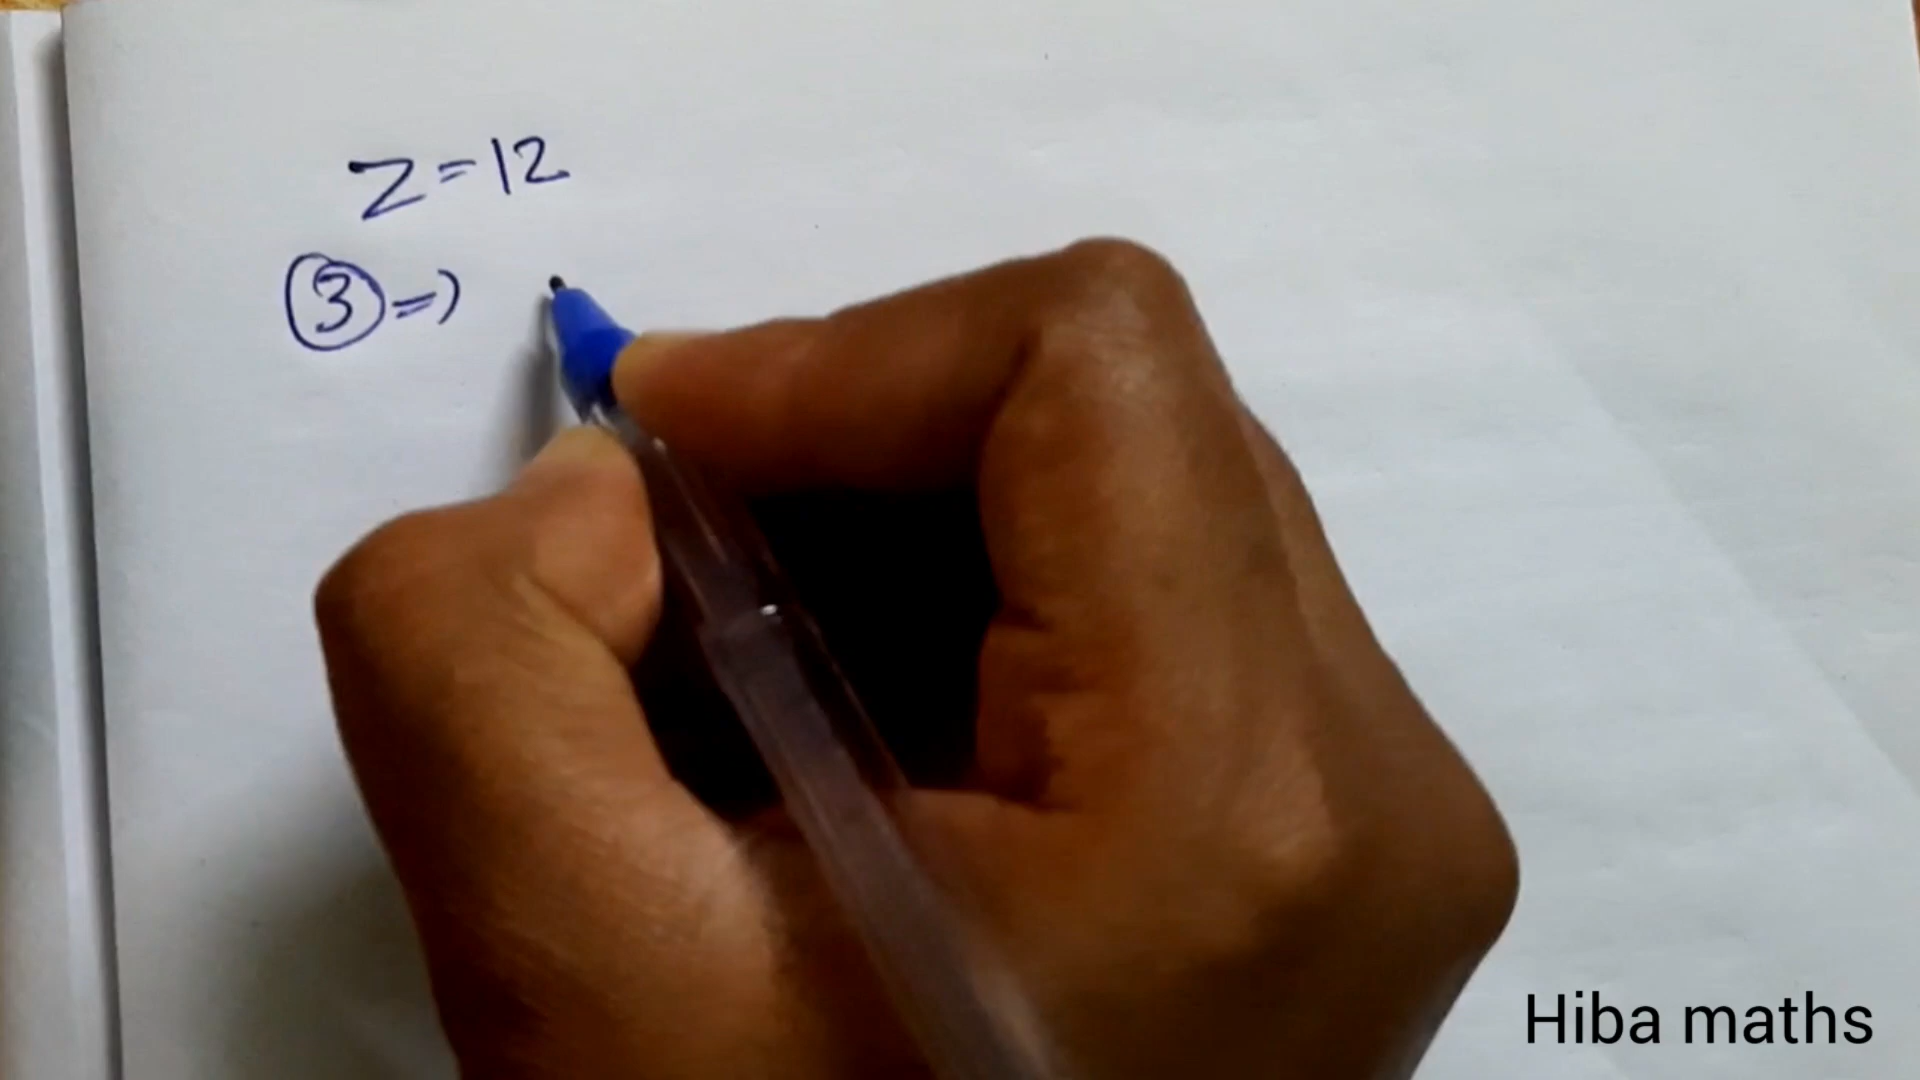 Z = 12
③ =>
Hiba maths